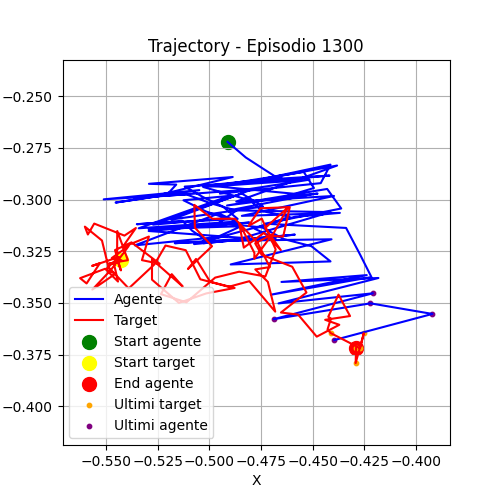 Trajectory - Episodio 1300
−0.250
−0.275
−0.300
−0.325
−0.350
−0.375
−0.400
Agente
Target
Start agente
Start target
End agente
Ultimi target
Ultimi agente
−0.550 −0.525 −0.500 −0.475 −0.450 −0.425 −0.400
X